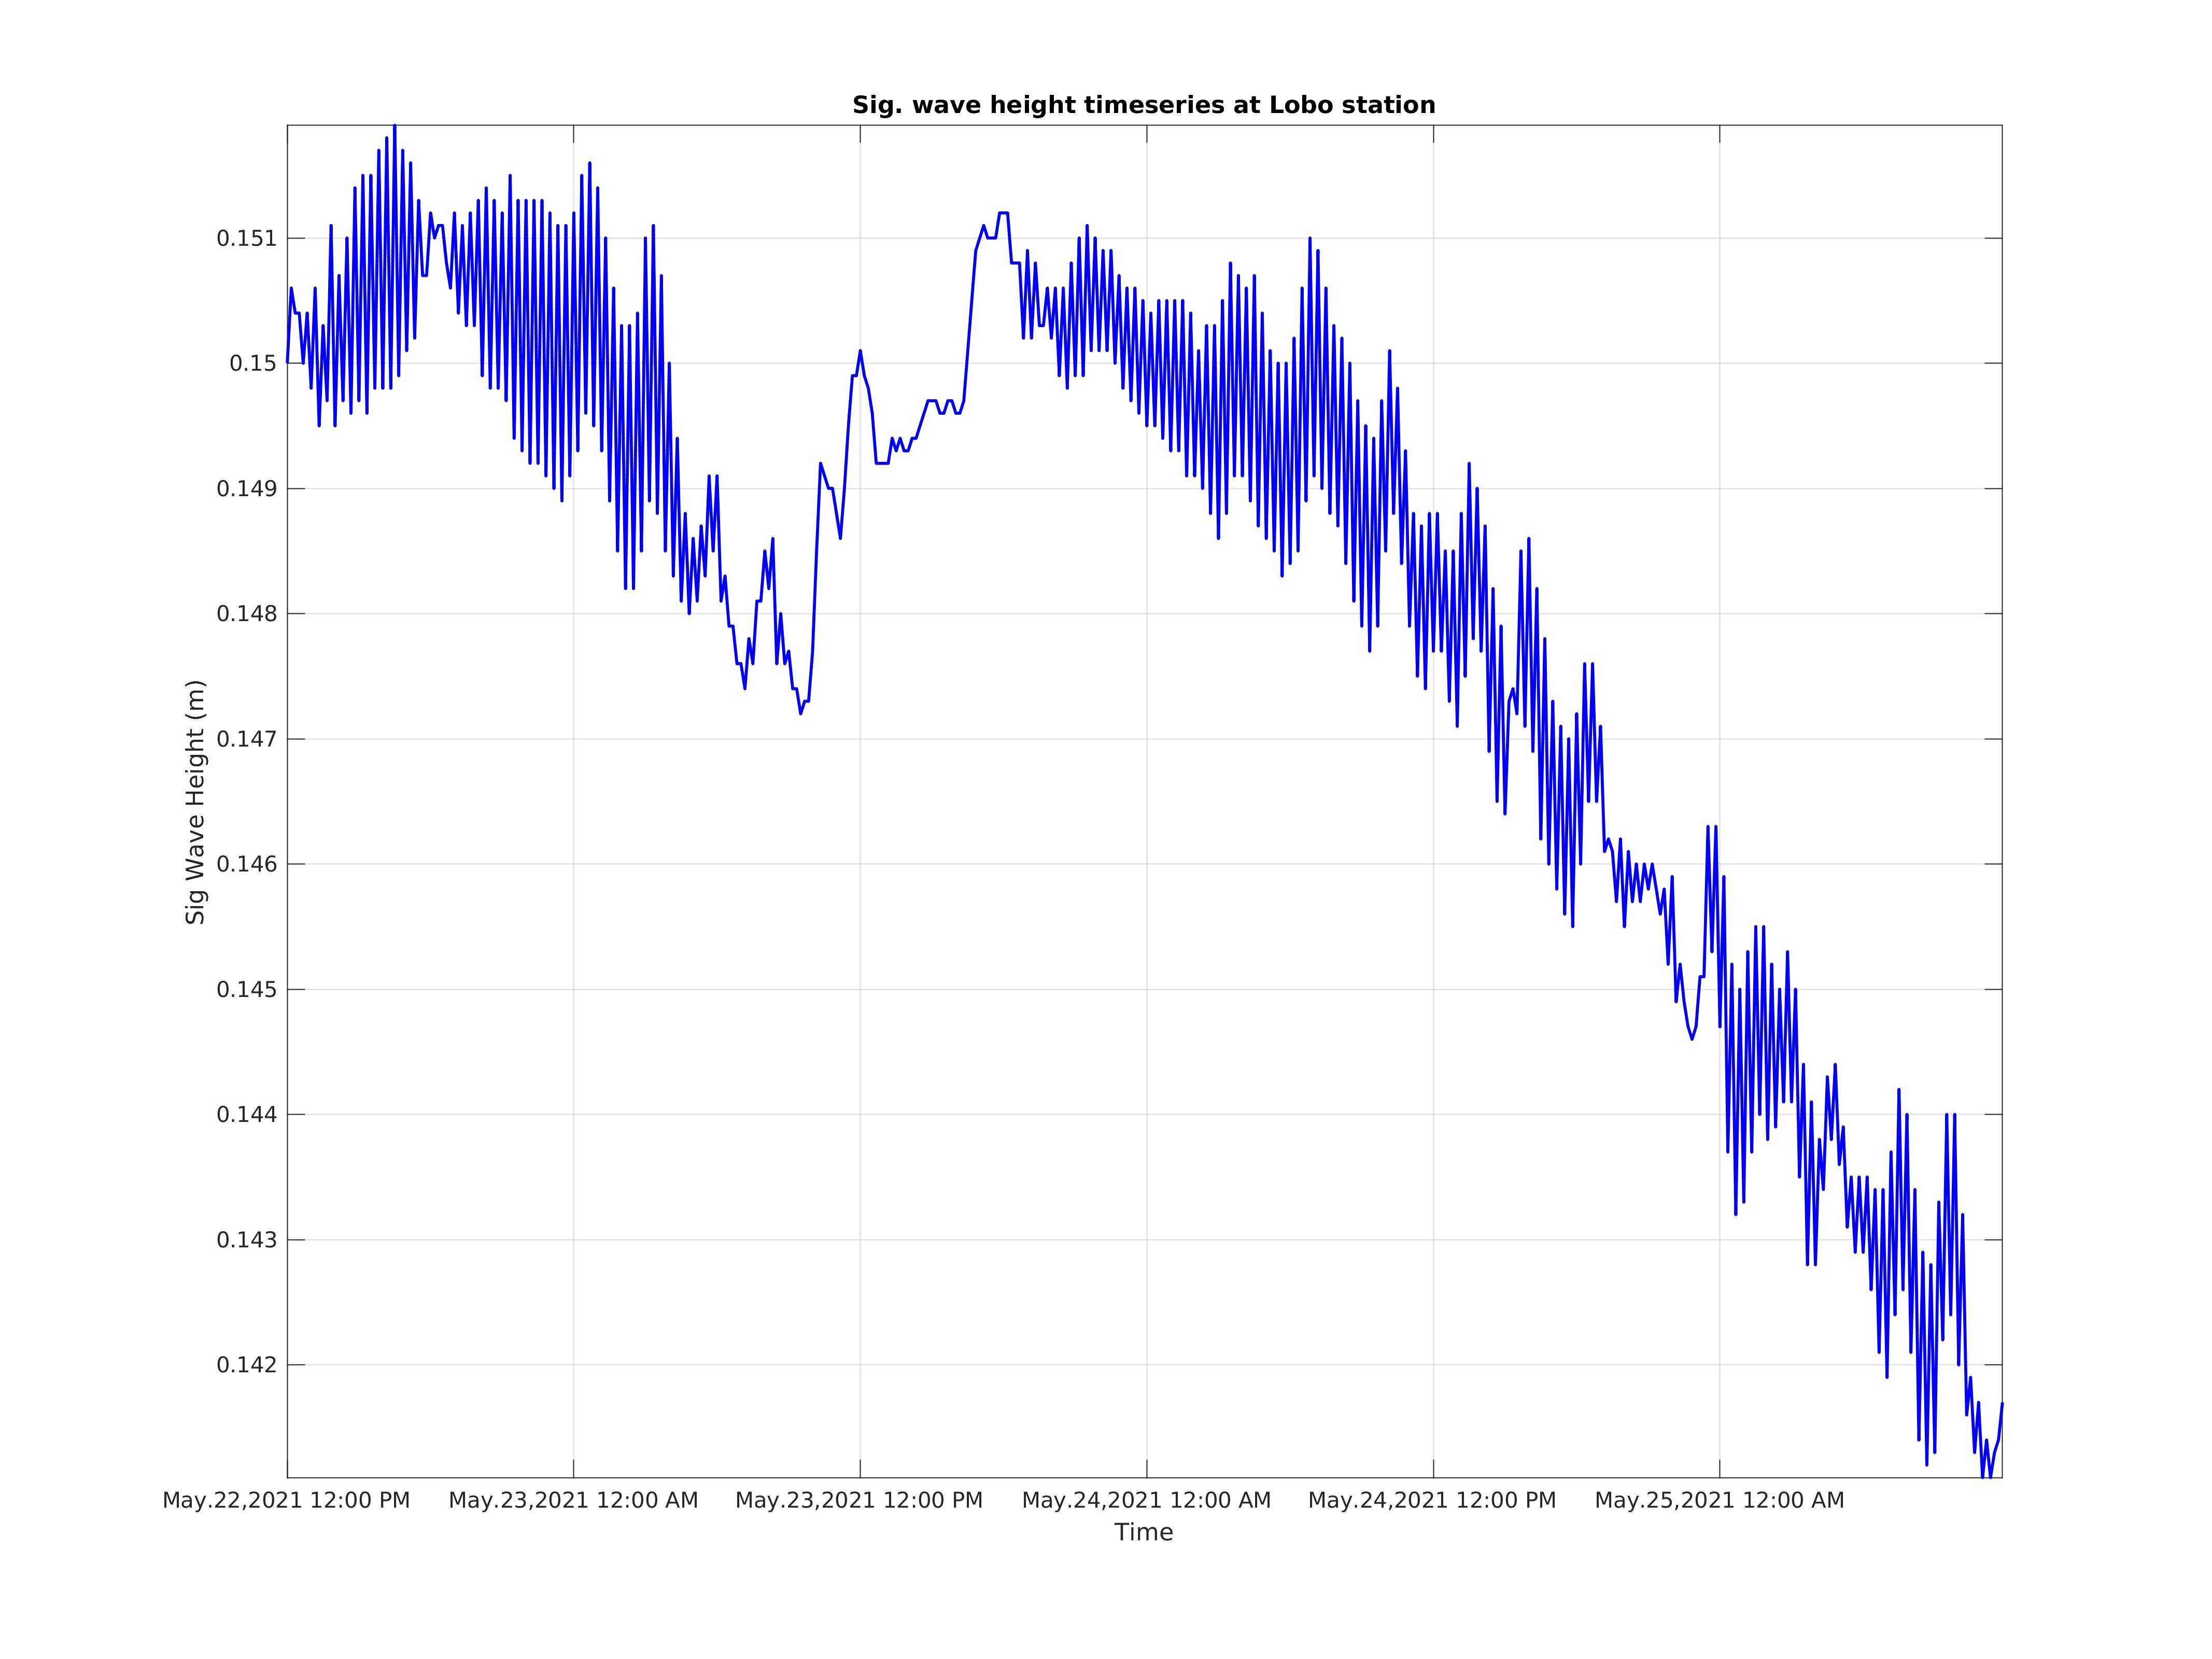 Sig. wave height timeseries at Lobo station
0.151
0.15
0.149
0.148
0.147
0.146
0.145
0.144
0.143
0.142
Sig Wave Height (m)
May.22,2021 12:00 PM May.23,2021 12:00 AM May.23,2021 12:00 PM May.24,2021 12:00 AM May.24,2021 12:00 PM May.25,2021 12:00 AM
Time